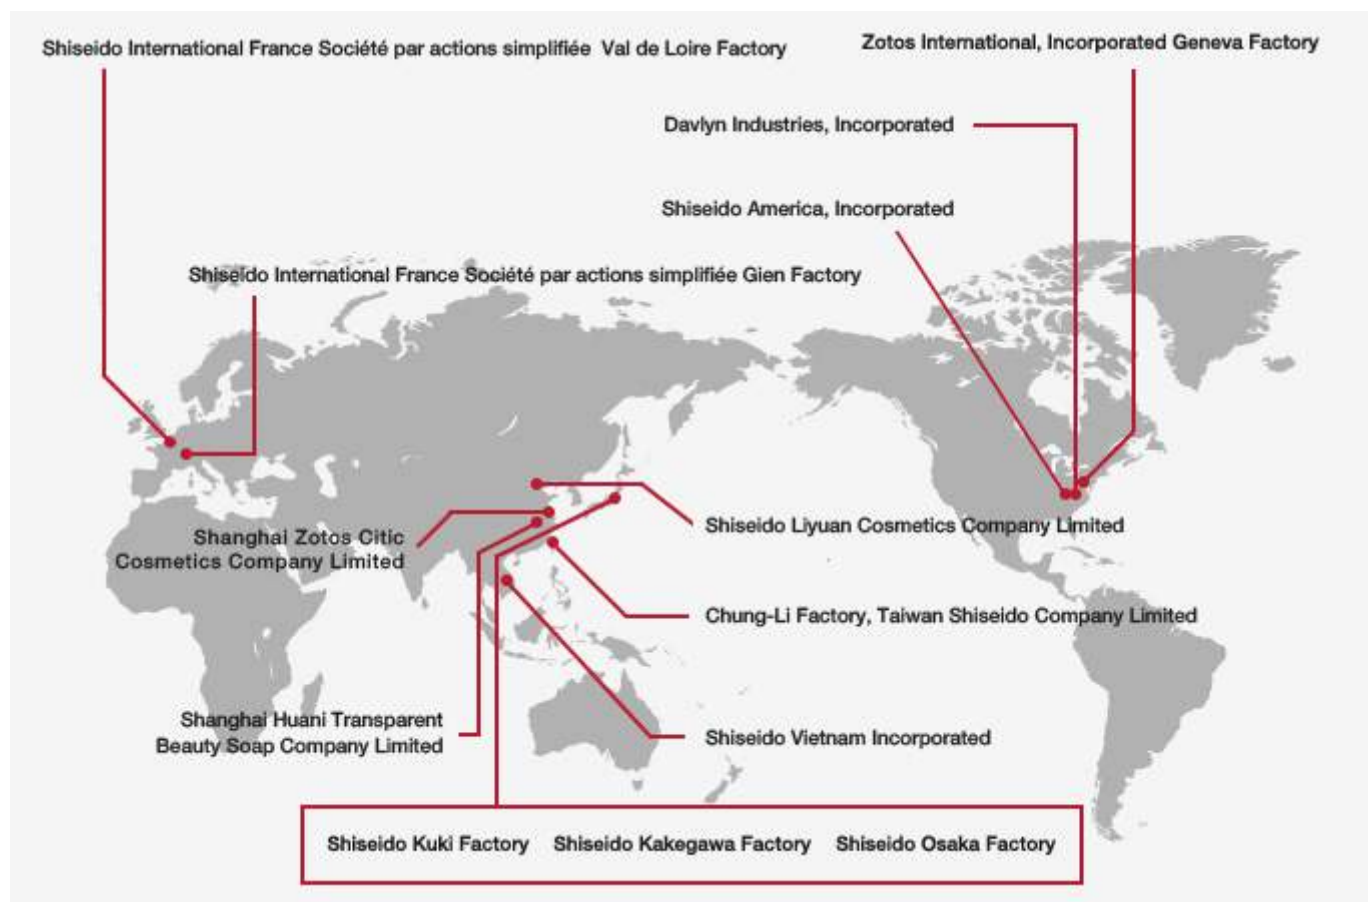 Shiseido International France Société par actions simplifiée Val de Loire Factory
Zotos International, Incorporated Geneva Factory
Davlyn Industries, Incorporated
Shiseido America, Incorporated
Shiseido International France Société par actions simplifiée Gien Factory
Shanghai Zotos Citic
Cosmetics Company Limited
Shiseido Liyuan Cosmetics Company Limited
Chung-Li Factory, Taiwan Shiseido Company Limited
Shanghai Huani Transparent
Beauty Soap Company Limited
Shiseido Vietnam Incorporated
Shiseido Kuki Factory Shiseido Kakegawa Factory Shiseido Osaka Factory